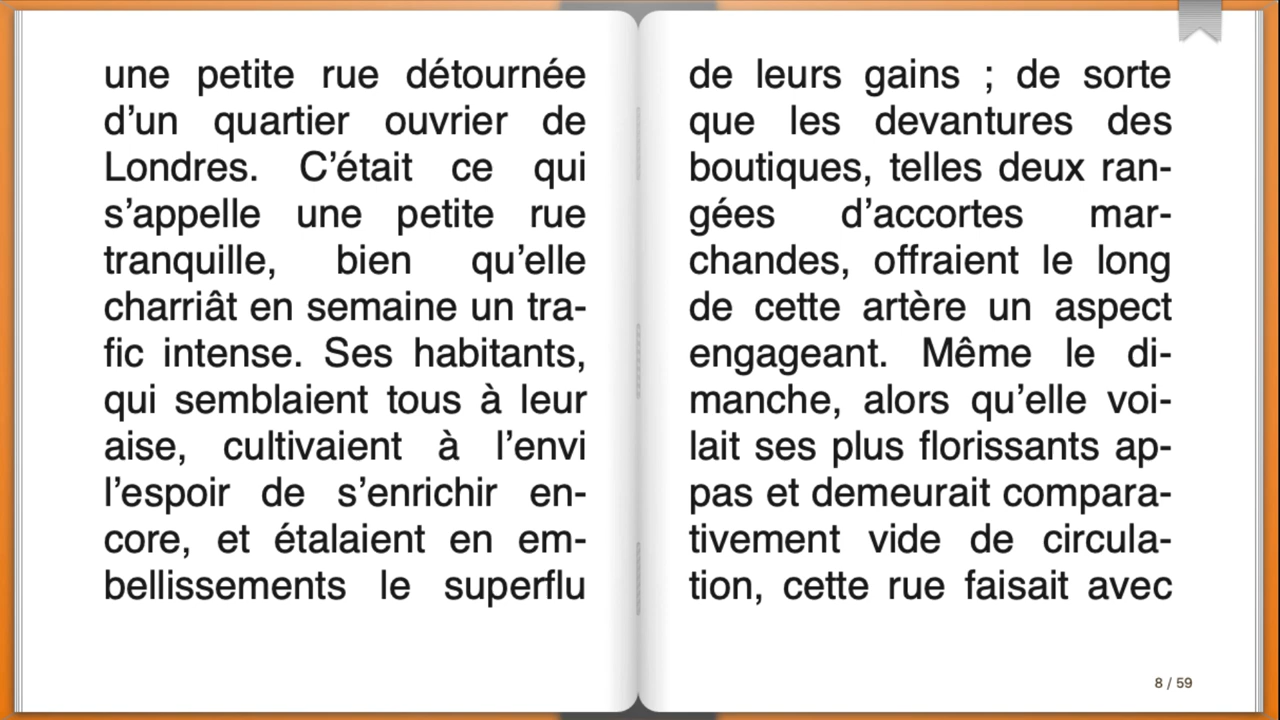 une petite rue détournée
d’un quartier ouvrier de
Londres. C’était ce qui
s’appelle une petite rue
tranquille, bien qu’elle
charriât en semaine un tra-
fic intense. Ses habitants,
qui semblaient tous à leur
aise, cultivaient à l’envi
l’espoir de s’enrichir en-
core, et étalaient en em-
bellissements le superflu
de leurs gains ; de sorte
que les devantures des
boutiques, telles deux ran-
gées d’accortes mar-
chandes, offraient le long
de cette artère un aspect
engageant. Même le di-
manche, alors qu’elle voi-
lait ses plus florissants ap-
pas et demeurait compara-
tivement vide de circula-
tion, cette rue faisait avec
8 / 59